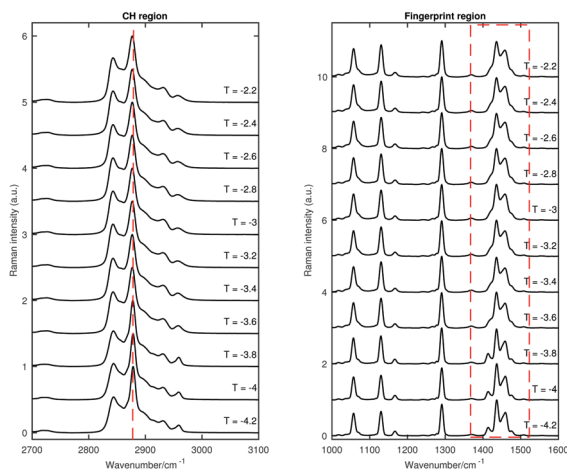 CH region
6
5
4
3
2
1
0
Raman intensity (a.u.)
T = -2.2
T = -2.4
T = -2.6
T = -2.8
T = -3
T = -3.2
T = -3.4
T = -3.6
T = -3.8
T = -4
T = -4.2
2700 2800 2900 3000 3100
Wavenumber/cm⁻¹
Fingerprint region
10
8
6
4
2
0
Raman intensity (a.u.)
T = -2.2
T = -2.4
T = -2.6
T = -2.8
T = -3
T = -3.2
T = -3.4
T = -3.6
T = -3.8
T = -4
T = -4.2
1000 1100 1200 1300 1400 1500 1600
Wavenumber/cm⁻¹